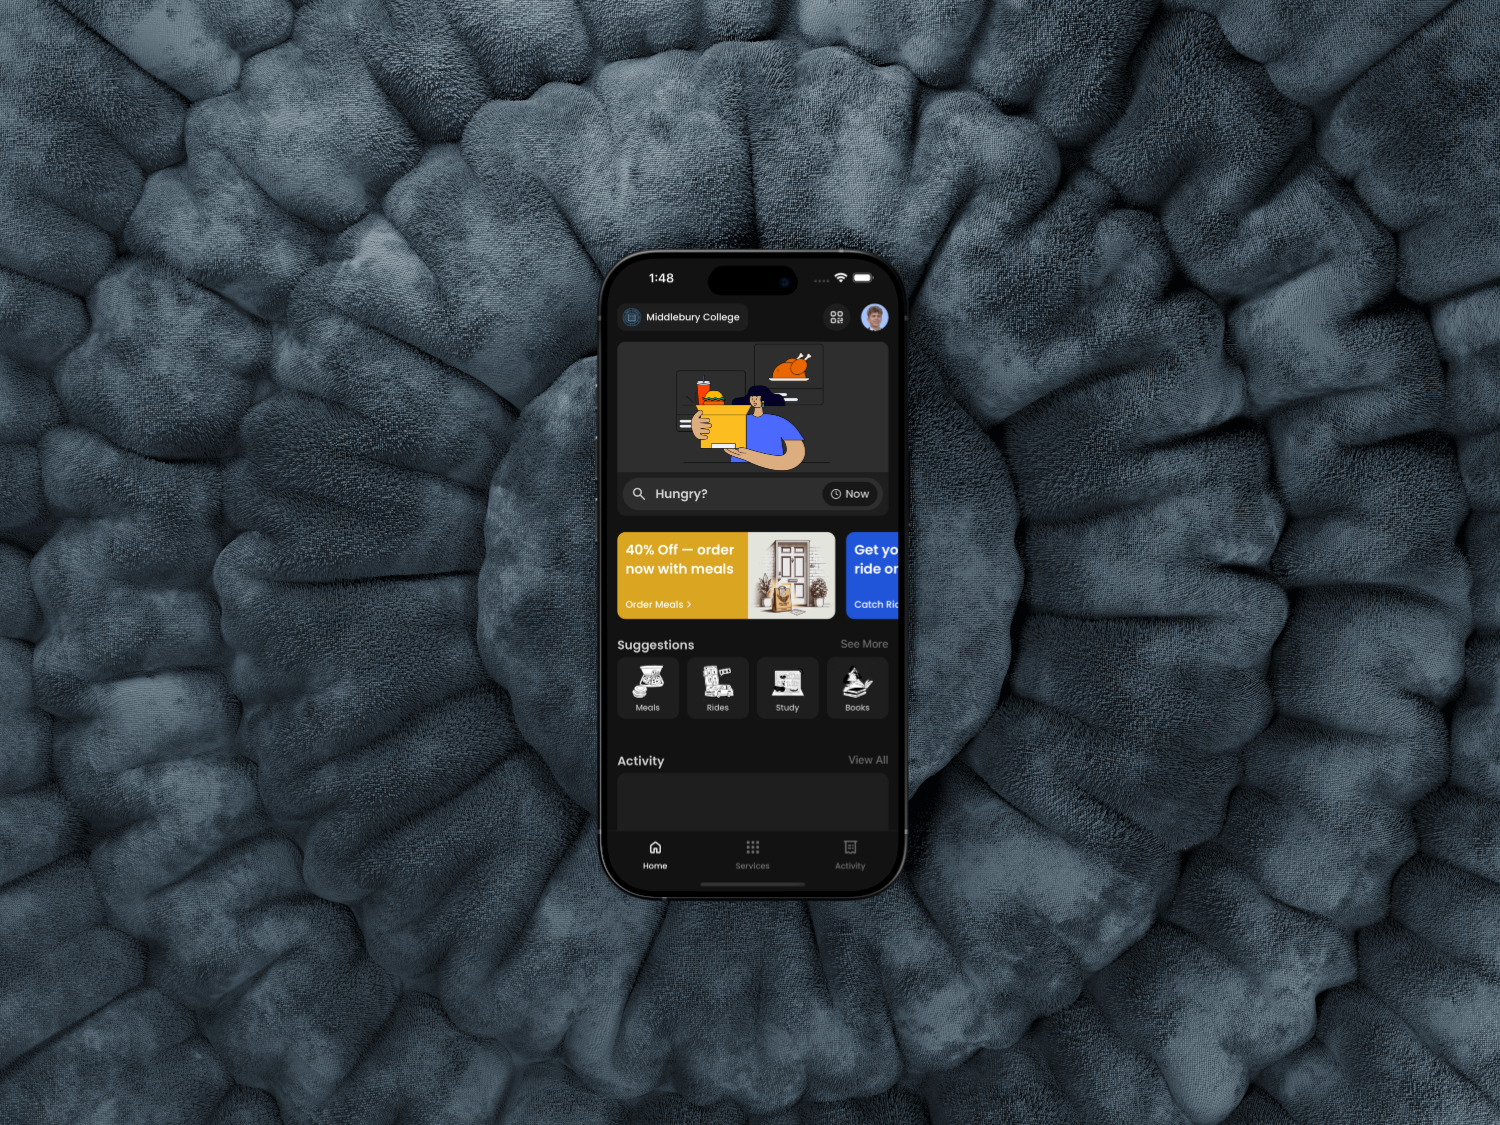 1:48
Middlebury College
Hungry?
Now
40% Off — order
now with meals
Order Meals >
Get yo
ride or
Catch Ric
Suggestions
See More
Meals
Rides
Study
Books
Activity
View All
Home
Services
Activity